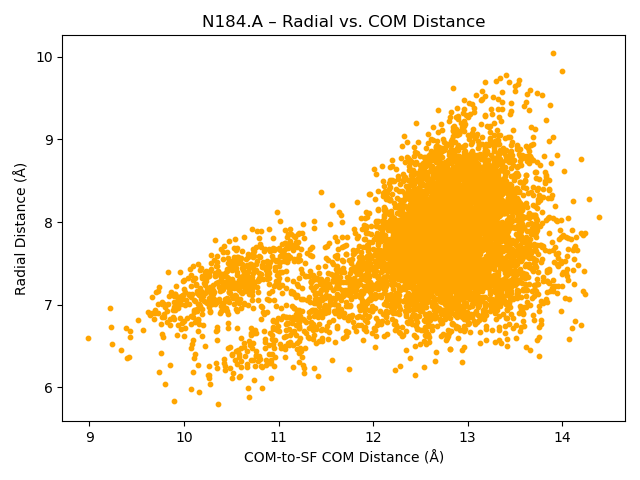 N184.A – Radial vs. COM Distance
10
9
8
7
6
Radial Distance (Å)
9 10 11 12 13 14
COM-to-SF COM Distance (Å)